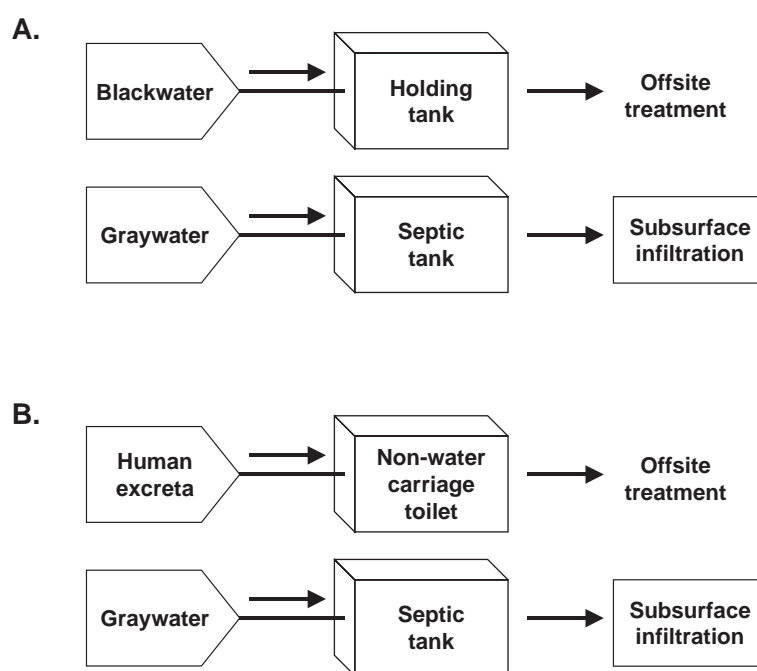 A.
Blackwater
Holding
tank
Offsite
treatment
Graywater
Septic
tank
Subsurface
infiltration
B.
Human
excreta
Non-water
carriage
toilet
Offsite
treatment
Graywater
Septic
tank
Subsurface
infiltration